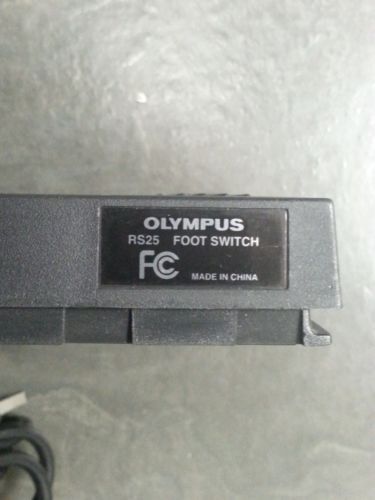 OLYMPUS
RS25 FOOT SWITCH
FC MADE IN CHINA